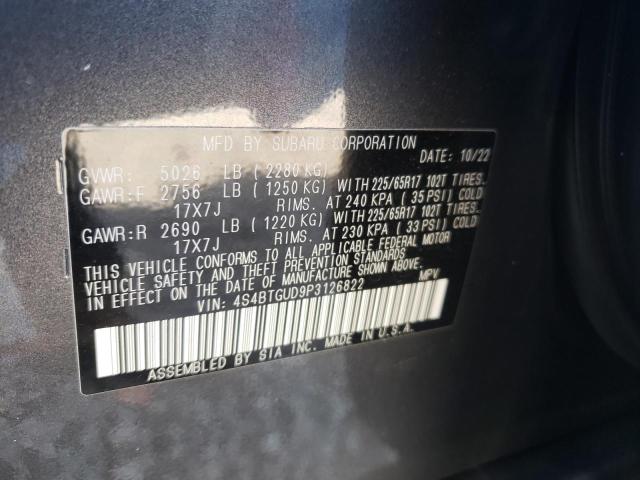 MFD BY SUBARU CORPORATION
DATE: 10/22
GVWR: 5026 LB (2280 KG)
GAWR:F 2756 LB (1250 KG) WITH 225/65R17 102T TIRES.
17X7J RIMS. AT 240 KPA (35 PSI) COLD
GAWR:R 2690 LB (1220 KG) WITH 225/65R17 102T TIRES.
17X7J RIMS. AT 230 KPA (33 PSI) COLD
THIS VEHICLE CONFORMS TO ALL APPLICABLE FEDERAL MOTOR
VEHICLE SAFETY AND THEFT PREVENTION STANDARDS
IN EFFECT ON THE DATE OF MANUFACTURE SHOWN ABOVE.
VIN: 4S4BTGUD9P3126822 MPV
ASSEMBLED BY SIA INC. MADE IN U.S.A.